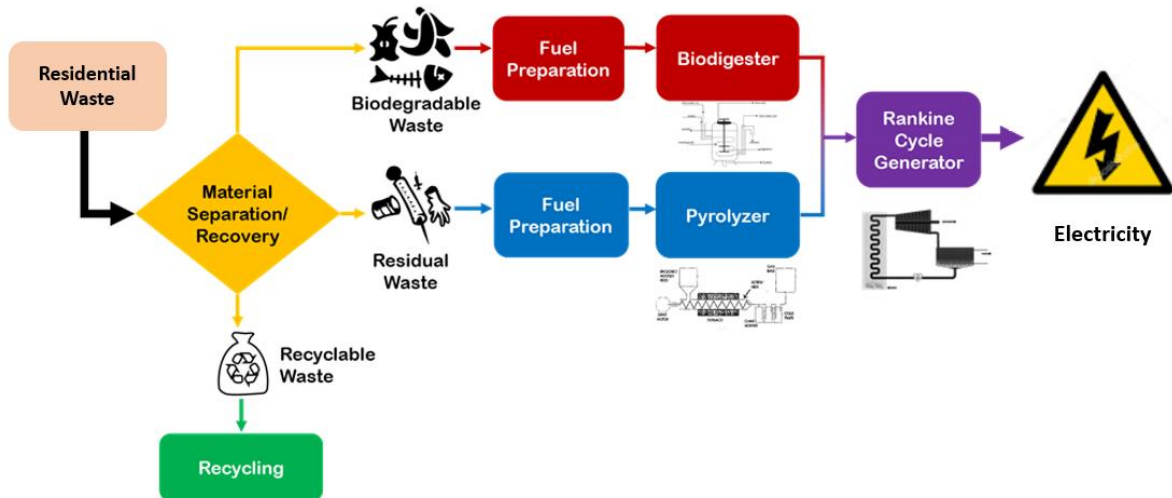 Residential
Waste
Material
Separation/
Recovery
Biodegradable
Waste
Fuel
Preparation
Biodigester
Residual
Waste
Fuel
Preparation
Pyrolyzer
Rankine
Cycle
Generator
Electricity
Recyclable
Waste
Recycling